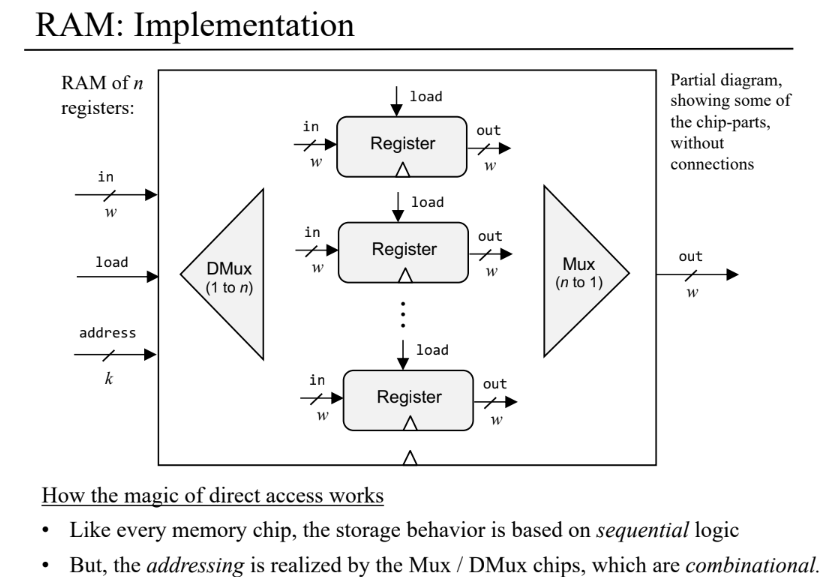 RAM: Implementation
RAM of n
registers:
Partial diagram,
showing some of
the chip-parts,
without
connections
in
w
load
address
k
DMux
(1 to n)
load
in
w
Register
out
w
load
in
w
Register
out
w
load
in
w
Register
out
w
Mux
(n to 1)
out
w
How the magic of direct access works
• Like every memory chip, the storage behavior is based on sequential logic
• But, the addressing is realized by the Mux / DMux chips, which are combinational.